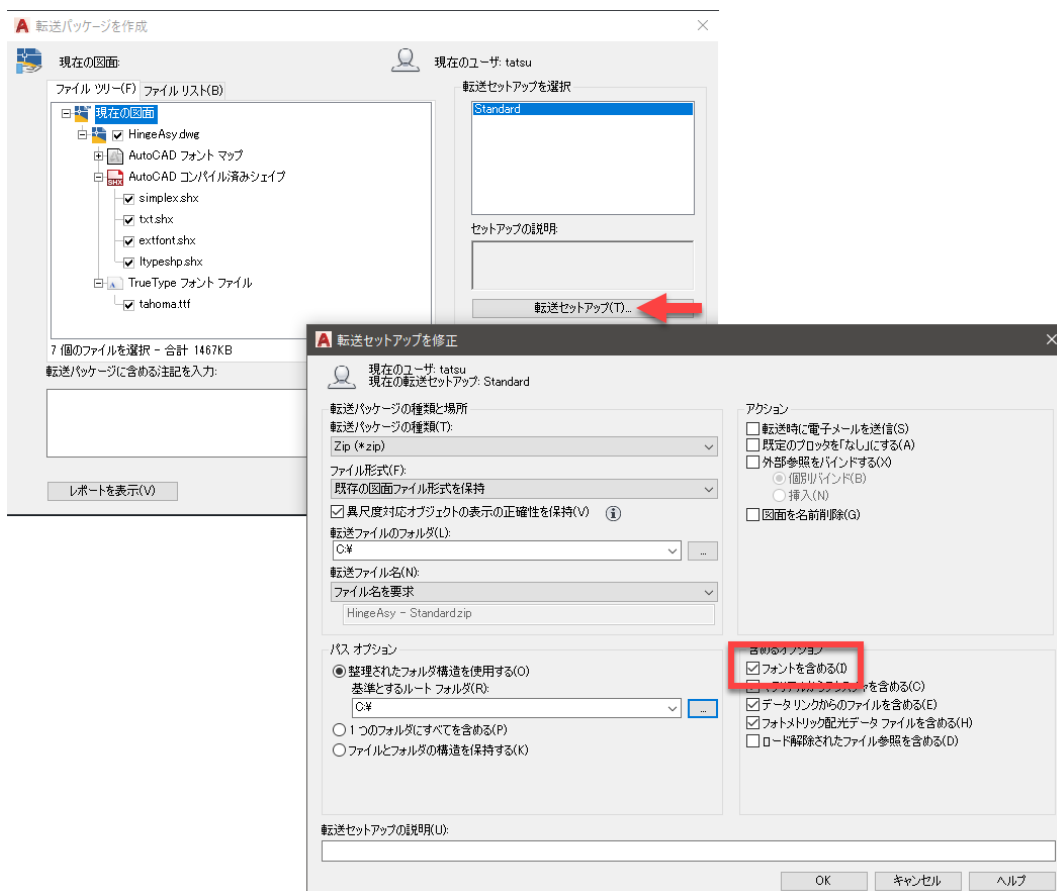 転送パッケージを作成
現在の図面:
現在のユーザ: tatsu
ファイル ツリー(F)
ファイル リスト(B)
現在の図面
HingeAsy.dwg
AutoCAD フォント マップ
AutoCAD コンパイル済みシェイプ
simplex.shx
txt.shx
extfont.shx
ltypeshp.shx
TrueType フォント ファイル
tahoma.ttf
転送セットアップを選択
Standard
セットアップの説明:
転送セットアップ(T)...
7 個のファイルを選択 - 合計 1467KB
転送パッケージに含める注記を入力:
レポートを表示(V)
転送セットアップを修正
現在のユーザ: tatsu
現在の転送セットアップ: Standard
転送パッケージの種類と場所
転送パッケージの種類(T):
Zip (*.zip)
ファイル形式(F):
既存の図面ファイル形式を保持
異尺度対応オブジェクトの表示の正確性を保持(V)
転送ファイルのフォルダ(L):
C:¥
...
転送ファイル名(N):
ファイル名を要求
HingeAsy - Standard.zip
アクション
転送時に電子メールを送信(S)
既定のプロッタを「なし」にする(A)
外部参照をバインドする(X)
個別バインド(B)
挿入(N)
図面を名前削除(G)
パス オプション
整理されたフォルダ構造を使用する(O)
基準とするルート フォルダ(R):
C:¥
...
1 つのフォルダにすべてを含める(P)
ファイルとフォルダの構造を保持する(K)
含めるオプション
フォントを含める(I)
マテリアルからテクスチャを含める(C)
データ リンクからのファイルを含める(E)
フォトメトリック配光データ ファイルを含める(H)
ロード解除されたファイル参照を含める(D)
転送セットアップの説明(U):
OK
キャンセル
ヘルプ